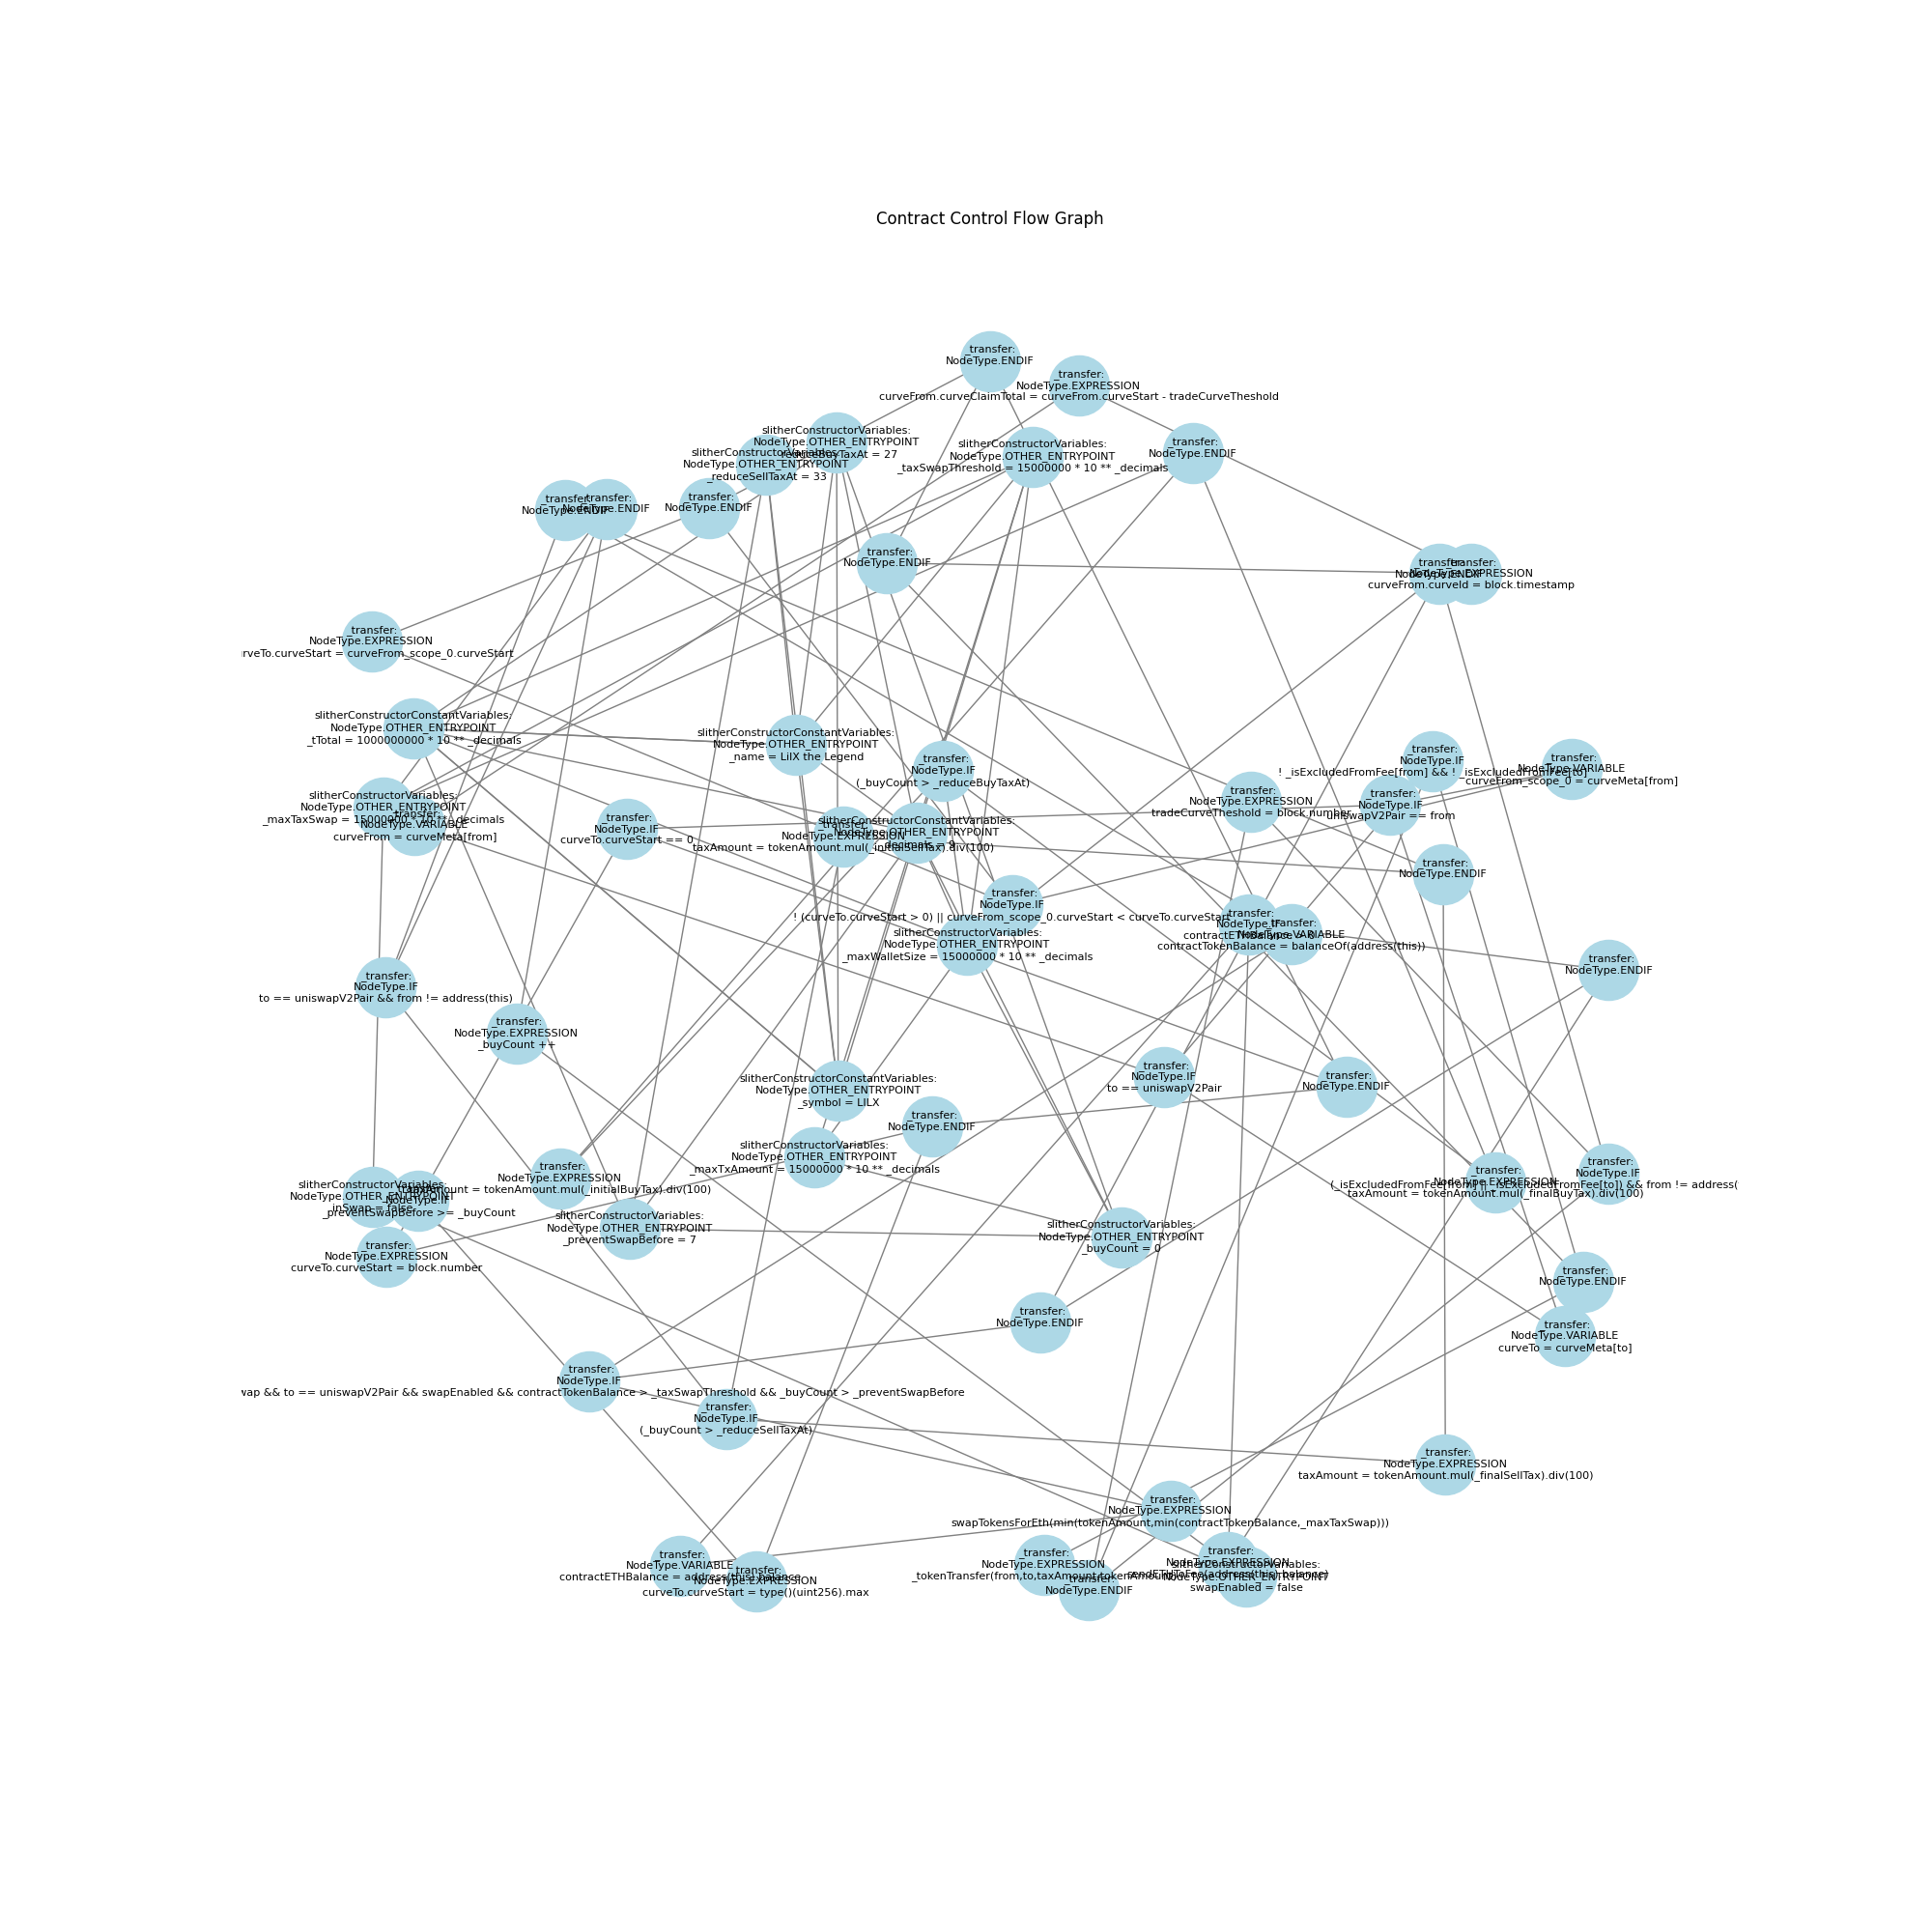 Contract Control Flow Graph
_transfer:
NodeType.ENDIF
_transfer:
NodeType.EXPRESSION
curveFrom.curveClaimTotal = curveFrom.curveStart - tradeCurveTheshold
slitherConstructorVariables:
NodeType.OTHER_ENTRYPOINT
_reduceBuyTaxAt = 27
slitherConstructorVariables:
NodeType.OTHER_ENTRYPOINT
_reduceSellTaxAt = 33
slitherConstructorVariables:
NodeType.OTHER_ENTRYPOINT
_taxSwapThreshold = 15000000 * 10 ** _decimals
_transfer:
NodeType.ENDIF
_transfer:
NodeType.ENDIF
_transfer:
NodeType.ENDIF
_transfer:
NodeType.ENDIF
_transfer:
NodeType.ENDIF
_transfer:
NodeType.ENDIF
_transfer:
NodeType.EXPRESSION
curveFrom.curveId = block.timestamp
_transfer:
NodeType.EXPRESSION
rveTo.curveStart = curveFrom_scope_0.curveStart
slitherConstructorConstantVariables:
NodeType.OTHER_ENTRYPOINT
_tTotal = 1000000000 * 10 ** _decimals
slitherConstructorConstantVariables:
NodeType.OTHER_ENTRYPOINT
_name = LilX the Legend
_transfer:
NodeType.IF
(_buyCount > _reduceBuyTaxAt)
_transfer:
NodeType.IF
! _isExcludedFromFee[from] && ! _isExcludedFromFee[to]
_transfer:
NodeType.VARIABLE
curveFrom_scope_0 = curveMeta[from]
slitherConstructorVariables:
NodeType.OTHER_ENTRYPOINT
_maxTaxSwap = 15000000 * 10 ** _decimals
_transfer:
NodeType.VARIABLE
curveFrom = curveMeta[from]
_transfer:
NodeType.IF
curveTo.curveStart == 0
_transfer:
NodeType.EXPRESSION
taxAmount = tokenAmount.mul(_initialSellTax).div(100)
slitherConstructorConstantVariables:
NodeType.OTHER_ENTRYPOINT
_decimals = 9
_transfer:
NodeType.EXPRESSION
tradeCurveTheshold = block.number
_transfer:
NodeType.IF
uniswapV2Pair == from
_transfer:
NodeType.ENDIF
_transfer:
NodeType.IF
! (curveTo.curveStart > 0) || curveFrom_scope_0.curveStart < curveTo.curveStart
slitherConstructorVariables:
NodeType.OTHER_ENTRYPOINT
_maxWalletSize = 15000000 * 10 ** _decimals
_transfer:
NodeType.IF
contractETHBalance > 0
_transfer:
NodeType.VARIABLE
contractTokenBalance = balanceOf(address(this))
_transfer:
NodeType.ENDIF
_transfer:
NodeType.IF
to == uniswapV2Pair && from != address(this)
_transfer:
NodeType.EXPRESSION
_buyCount ++
slitherConstructorConstantVariables:
NodeType.OTHER_ENTRYPOINT
_symbol = LILX
_transfer:
NodeType.IF
to == uniswapV2Pair
_transfer:
NodeType.ENDIF
_transfer:
NodeType.ENDIF
slitherConstructorVariables:
NodeType.OTHER_ENTRYPOINT
_maxTxAmount = 15000000 * 10 ** _decimals
_transfer:
NodeType.EXPRESSION
taxAmount = tokenAmount.mul(_initialBuyTax).div(100)
slitherConstructorVariables:
NodeType.OTHER_ENTRYPOINT
inSwap = false
_transfer:
NodeType.IF
_preventSwapBefore >= _buyCount
_transfer:
NodeType.IF
(_isExcludedFromFee[from] || _isExcludedFromFee[to]) && from != address(
_transfer:
NodeType.EXPRESSION
taxAmount = tokenAmount.mul(_finalBuyTax).div(100)
slitherConstructorVariables:
NodeType.OTHER_ENTRYPOINT
_preventSwapBefore = 7
slitherConstructorVariables:
NodeType.OTHER_ENTRYPOINT
_buyCount = 0
_transfer:
NodeType.EXPRESSION
curveTo.curveStart = block.number
_transfer:
NodeType.ENDIF
_transfer:
NodeType.ENDIF
_transfer:
NodeType.VARIABLE
curveTo = curveMeta[to]
_transfer:
NodeType.IF
vap && to == uniswapV2Pair && swapEnabled && contractTokenBalance > _taxSwapThreshold && _buyCount > _preventSwapBefore
_transfer:
NodeType.IF
(_buyCount > _reduceSellTaxAt)
_transfer:
NodeType.EXPRESSION
taxAmount = tokenAmount.mul(_finalSellTax).div(100)
_transfer:
NodeType.EXPRESSION
swapTokensForEth(min(tokenAmount,min(contractTokenBalance,_maxTaxSwap)))
_transfer:
NodeType.VARIABLE
contractETHBalance = address(this).balance
_transfer:
NodeType.EXPRESSION
curveTo.curveStart = type()(uint256).max
_transfer:
NodeType.EXPRESSION
_tokenTransfer(from,to,taxAmount,tokenAmount)
_transfer:
NodeType.ENDIF
_transfer:
NodeType.EXPRESSION
sendETHToFee(address(this).balance)
slitherConstructorVariables:
NodeType.OTHER_ENTRYPOINT
swapEnabled = false